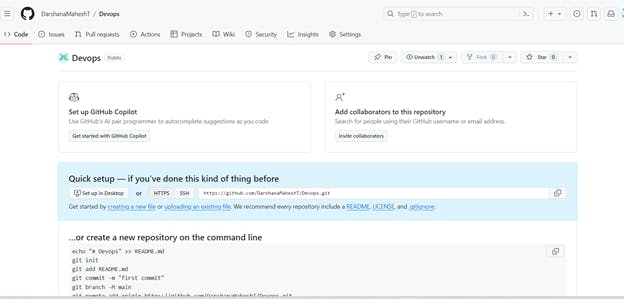 DarshanaMaheshT / Devops
Type / to search
Code Issues Pull requests Actions Projects Wiki Security Insights Settings
Devops Public
Pin Unwatch 1 Fork 0 Star 0
Set up GitHub Copilot
Use GitHub's AI pair programmer to autocomplete suggestions as you code.
Get started with GitHub Copilot
Add collaborators to this repository
Search for people using their GitHub username or email address.
Invite collaborators
Quick setup — if you've done this kind of thing before
Set up in Desktop or HTTPS SSH https://github.com/DarshanaMaheshT/Devops.git
Get started by creating a new file or uploading an existing file. We recommend every repository include a README, LICENSE, and .gitignore.
...or create a new repository on the command line
echo "# Devops" >> README.md
git init
git add README.md
git commit -m "first commit"
git branch -M main
git remote add origin https://github.com/DarshanaMaheshT/Devops.git